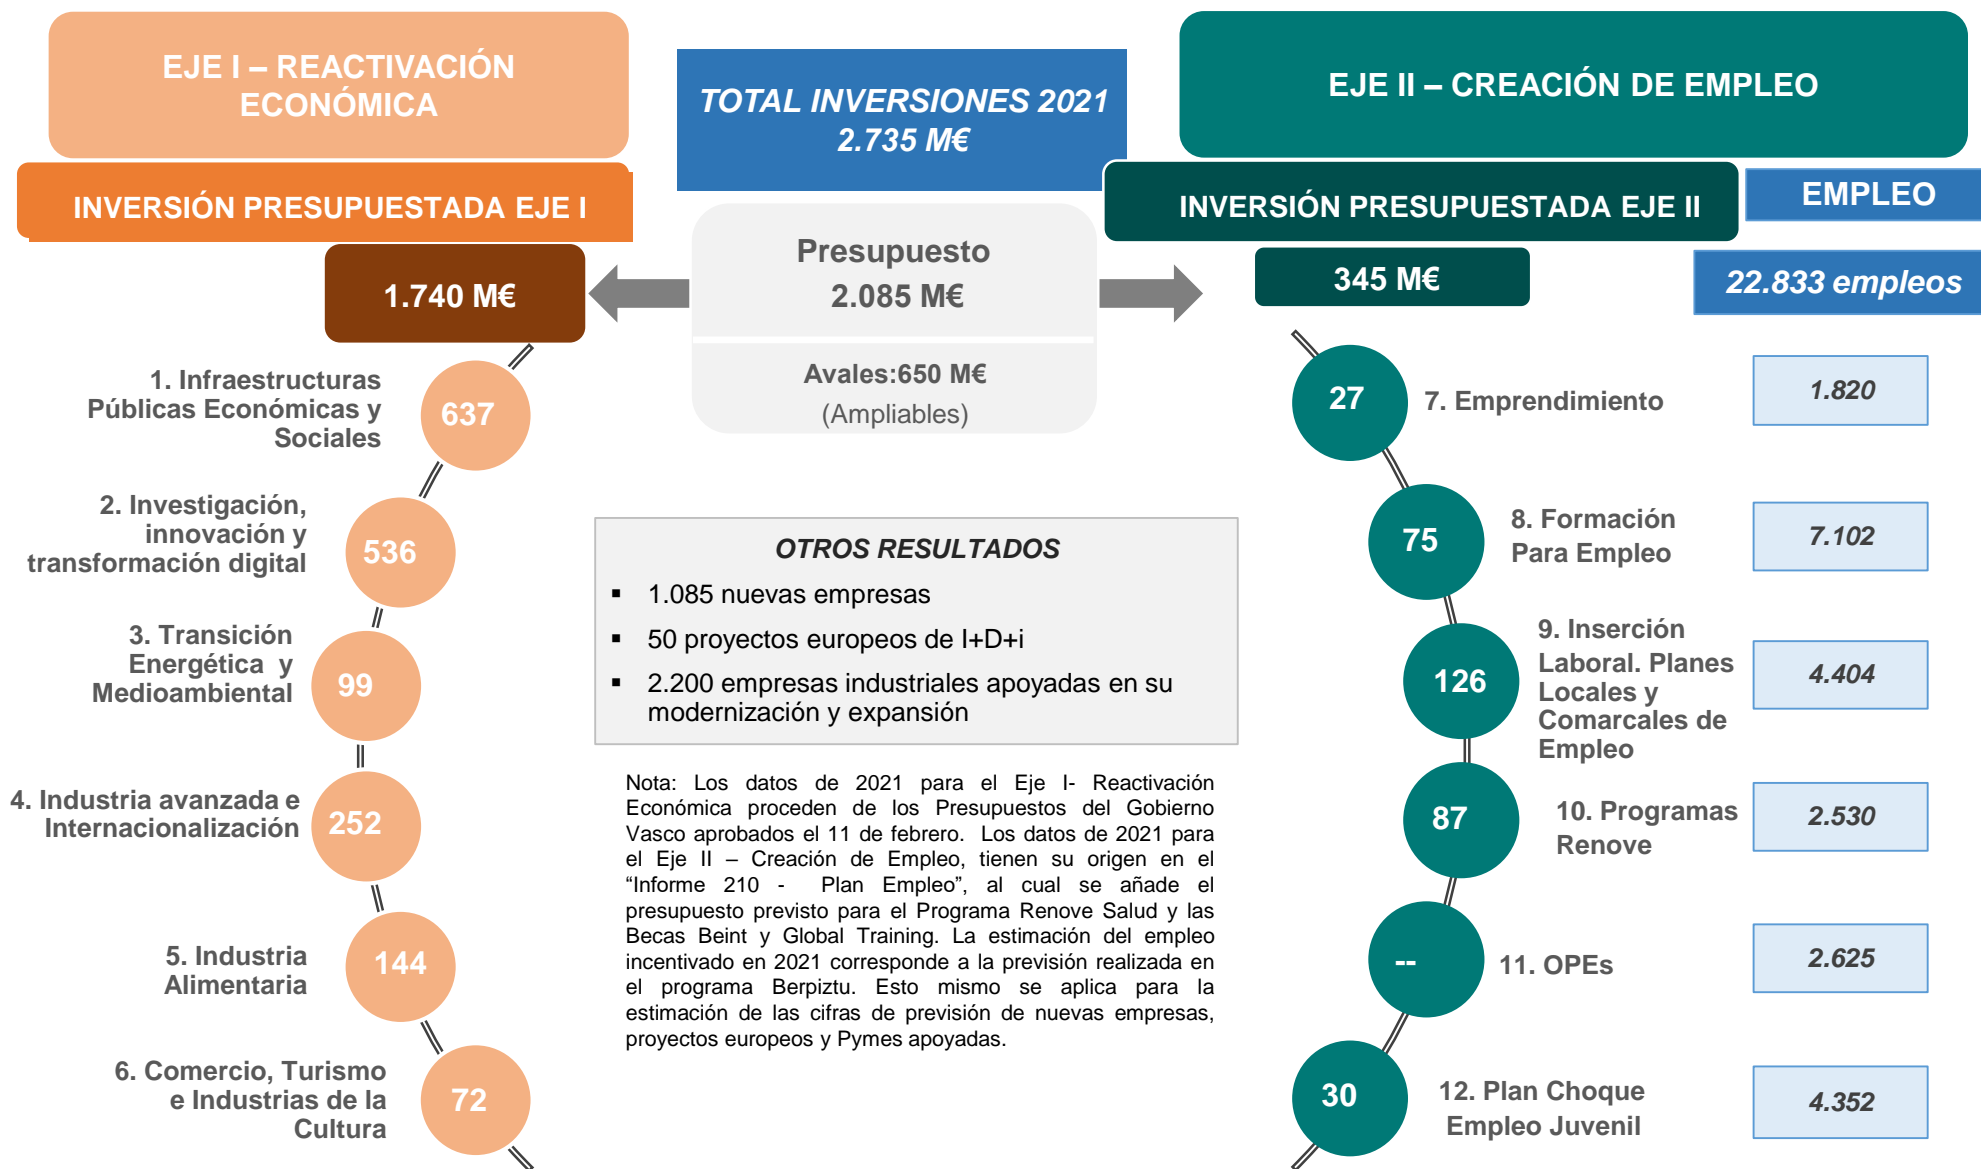 EJE I – REACTIVACIÓN
ECONÓMICA
INVERSIÓN PRESUPUESTADA EJE I
1.740 M€
1. Infraestructuras
Públicas Económicas y
Sociales
637
2. Investigación,
innovación y
transformación digital
536
3. Transición
Energética y
Medioambiental
99
4. Industria avanzada e
Internacionalización
252
5. Industria
Alimentaria
144
6. Comercio, Turismo
e Industrias de la
Cultura
72
TOTAL INVERSIONES 2021
2.735 M€
Presupuesto
2.085 M€
Avales:650 M€
(Ampliables)
OTROS RESULTADOS
▪ 1.085 nuevas empresas
▪ 50 proyectos europeos de I+D+i
▪ 2.200 empresas industriales apoyadas en su
modernización y expansión
Nota: Los datos de 2021 para el Eje I- Reactivación
Económica proceden de los Presupuestos del Gobierno
Vasco aprobados el 11 de febrero. Los datos de 2021 para
el Eje II – Creación de Empleo, tienen su origen en el
“Informe 210 - Plan Empleo”, al cual se añade el
presupuesto previsto para el Programa Renove Salud y las
Becas Beint y Global Training. La estimación del empleo
incentivado en 2021 corresponde a la previsión realizada en
el programa Berpiztu. Esto mismo se aplica para la
estimación de las cifras de previsión de nuevas empresas,
proyectos europeos y Pymes apoyadas.
EJE II – CREACIÓN DE EMPLEO
INVERSIÓN PRESUPUESTADA EJE II
EMPLEO
345 M€
22.833 empleos
27
7. Emprendimiento
1.820
75
8. Formación
Para Empleo
7.102
126
9. Inserción
Laboral. Planes
Locales y
Comarcales de
Empleo
4.404
87
10. Programas
Renove
2.530
--
11. OPEs
2.625
30
12. Plan Choque
Empleo Juvenil
4.352